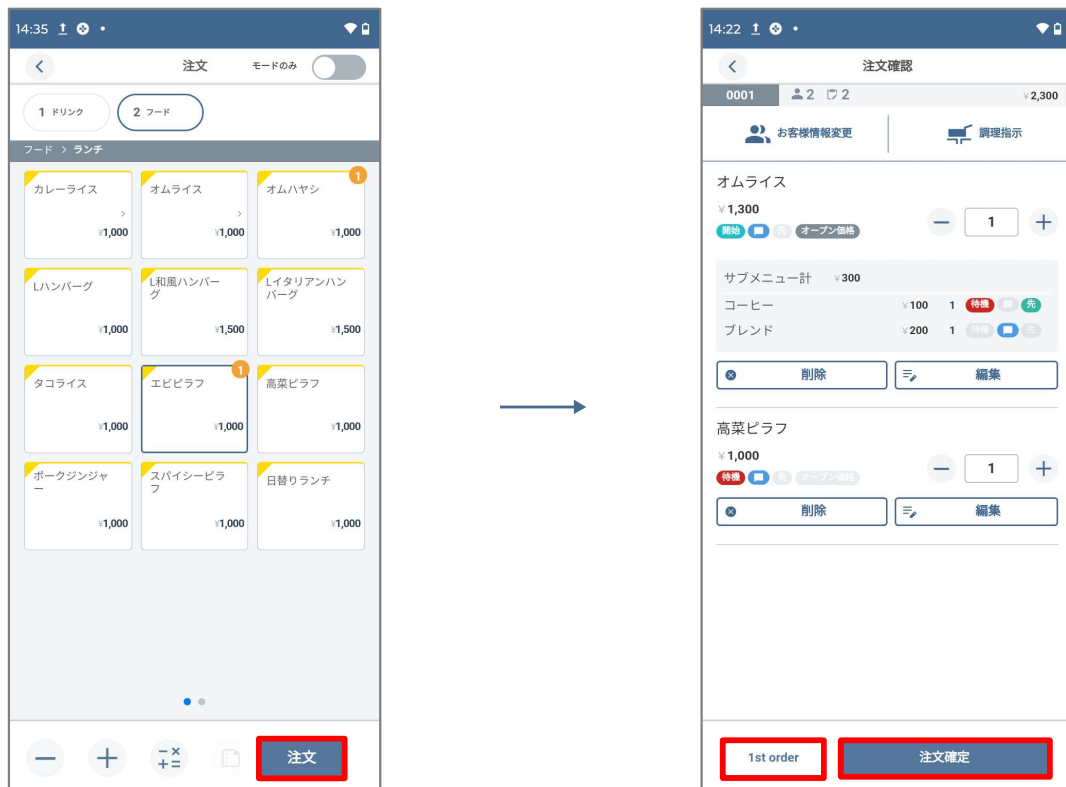 14:35
注文
モードのみ
1 ドリンク
2 フード
フード > ランチ
カレーライス
¥1,000
オムライス
¥1,000
1
オムハヤシ
¥1,000
Lハンバーグ
¥1,000
L和風ハンバー
グ
¥1,500
Lイタリアンハン
バーグ
¥1,500
タコライス
¥1,000
1
エビピラフ
¥1,000
高菜ピラフ
¥1,000
ポークジンジャ
ー
¥1,000
スパイシーピラ
フ
¥1,000
日替りランチ
¥1,000
注文
14:22
注文確認
0001 2 2 ¥2,300
お客様情報変更 調理指示
オムライス
¥1,300
開始 先 オープン価格
1
サブメニュー計 ¥300
コーヒー ¥100 1 待機 先
ブレンド ¥200 1 待機 先
削除 編集
高菜ピラフ
¥1,000
待機 先 オープン価格
1
削除 編集
1st order 注文確定